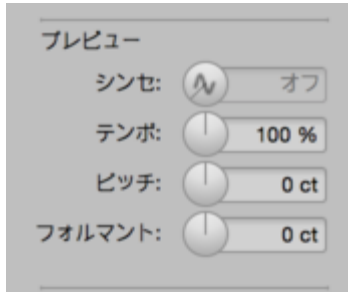 プレビュー
シンセ: オフ
テンポ: 100 %
ピッチ: 0 ct
フォルマント: 0 ct